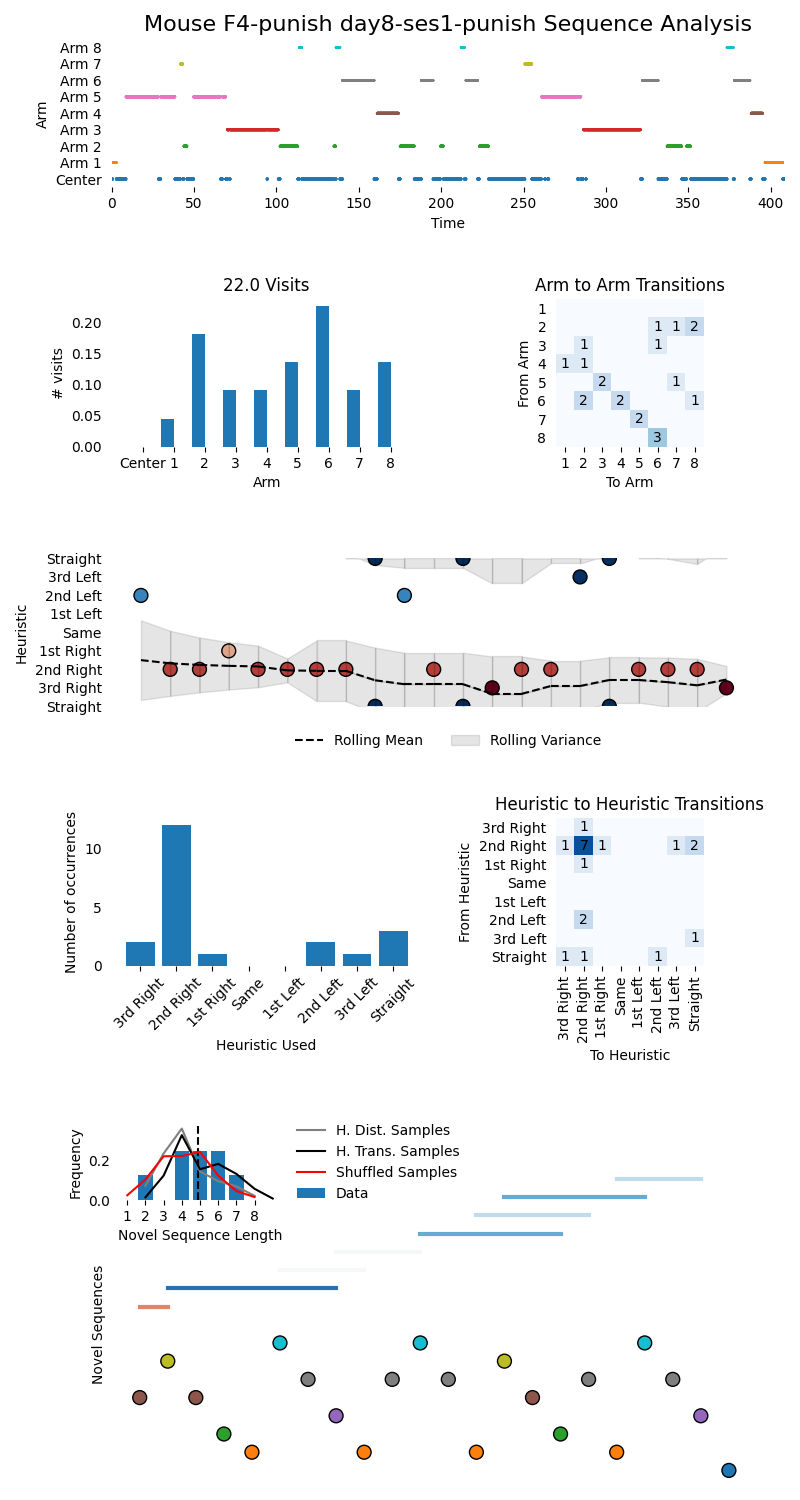 Mouse F4-punish day8-ses1-punish Sequence Analysis
Arm
Arm 8
Arm 7
Arm 6
Arm 5
Arm 4
Arm 3
Arm 2
Arm 1
Center
0 50 100 150 200 250 300 350 400
Time
22.0 Visits
# visits
0.20
0.15
0.10
0.05
0.00
Center 1 2 3 4 5 6 7 8
Arm
Arm to Arm Transitions
From Arm
1
2 1 1 2
3 1 1
4 1 1
5 2 1
6 2 2 1
7 2
8 3
1 2 3 4 5 6 7 8
To Arm
Heuristic
Straight
3rd Left
2nd Left
1st Left
Same
1st Right
2nd Right
3rd Right
Straight
Rolling Mean Rolling Variance
Number of occurrences
10
5
0
3rd Right 2nd Right 1st Right Same 1st Left 2nd Left 3rd Left Straight
Heuristic Used
Heuristic to Heuristic Transitions
From Heuristic
3rd Right 1
2nd Right 1 7 1 1 2
1st Right 1
Same
1st Left
2nd Left 2
3rd Left 1
Straight 1 1 1
3rd Right 2nd Right 1st Right Same 1st Left 2nd Left 3rd Left Straight
To Heuristic
Frequency
0.2
0.0
1 2 3 4 5 6 7 8
Novel Sequence Length
H. Dist. Samples
H. Trans. Samples
Shuffled Samples
Data
Novel Sequences